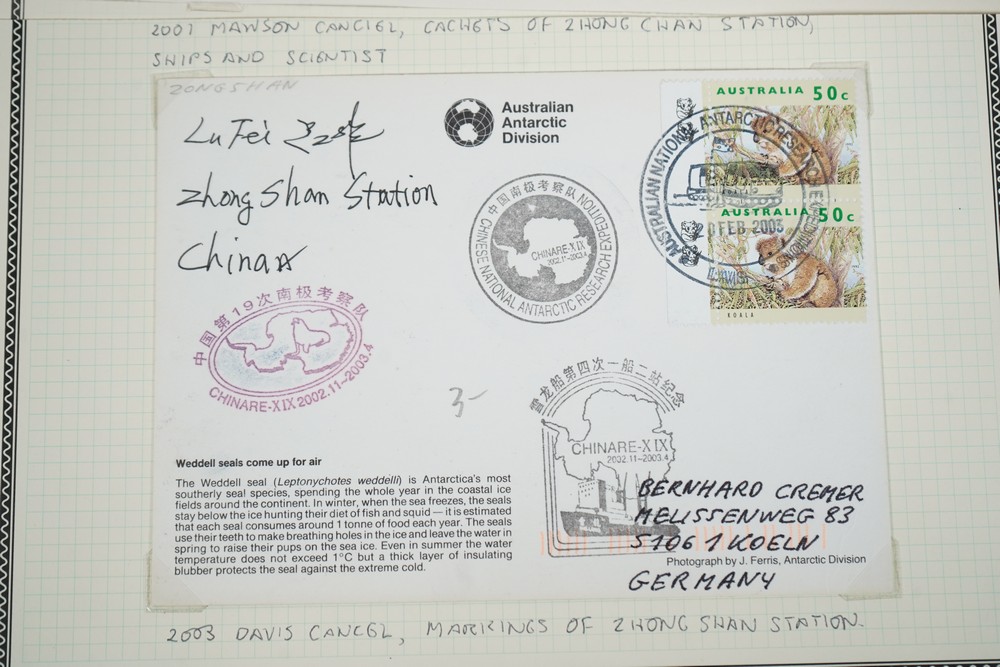 2001 MAWSON CANCEL, CACHETS OF ZHONG CHAN STATION,
SHIPS AND SCIENTIST
ZONGSHAN
Lu Fei
Zhong Shan Station
China
Australian
Antarctic
Division
AUSTRALIA 50c
AUSTRALIA 50c
KOALA
AUSTRALIAN NATIONAL ANTARCTIC RESEARCH EXPEDITIONS
20 FEB 2003
DAVIS
中国南极考察队
CHINARE-XIX
2002.11-2003.4
CHINESE NATIONAL ANTARCTIC RESEARCH EXPEDITION
中国第19次南极考察队
CHINARE-XIX 2002.11-2003.4
3-
雪龙船第四次一船二站纪念
CHINARE-XIX
2002.11-2003.4
Weddell seals come up for air
The Weddell seal (Leptonychotes weddelli) is Antarctica's most
southerly seal species, spending the whole year in the coastal ice
fields around the continent. In winter, when the sea freezes, the seals
stay below the ice hunting their diet of fish and squid — it is estimated
that each seal consumes around 1 tonne of food each year. The seals
use their teeth to make breathing holes in the ice and leave the water in
spring to raise their pups on the sea ice. Even in summer the water
temperature does not exceed 1°C but a thick layer of insulating
blubber protects the seal against the extreme cold.
BERNHARD CREMER
MELISSENWEG 83
51061 KOELN
Photograph by J. Ferris, Antarctic Division
GERMANY
2003 DAVIS CANCEL, MARKINGS OF ZHONG SHAN STATION.